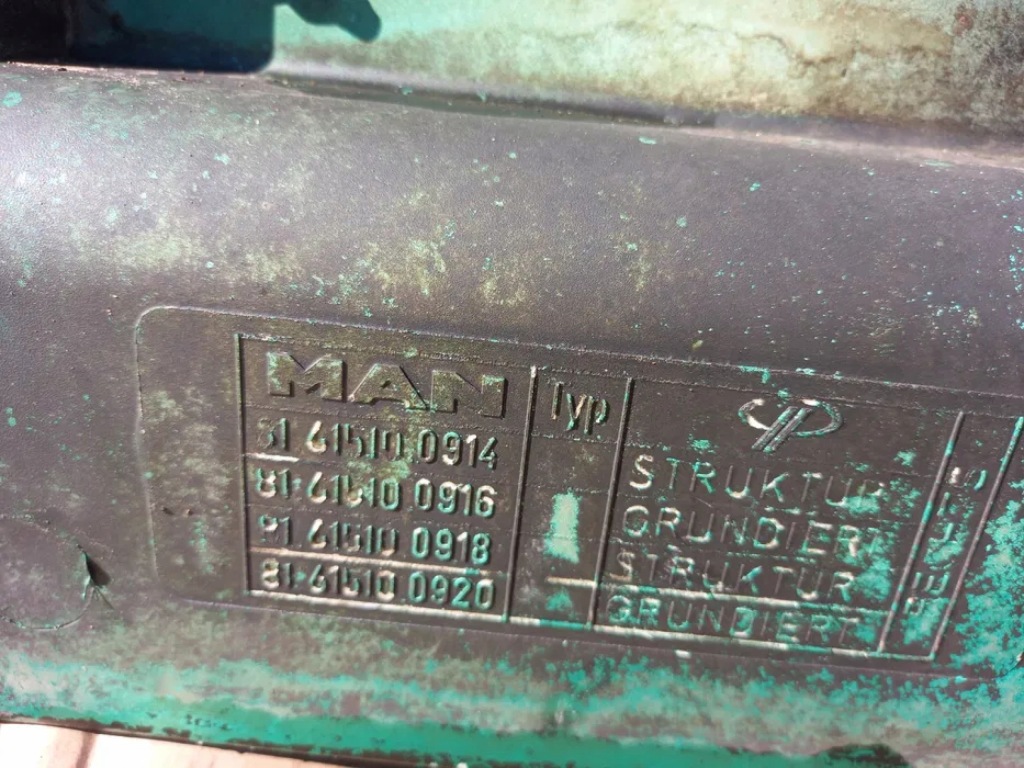 MAN Typ
81.61510 0914 STRUKTUR
81.61510 0916 GRUNDIERT
81.61510 0918 STRUKTUR
81.61510 0920 GRUNDIERT